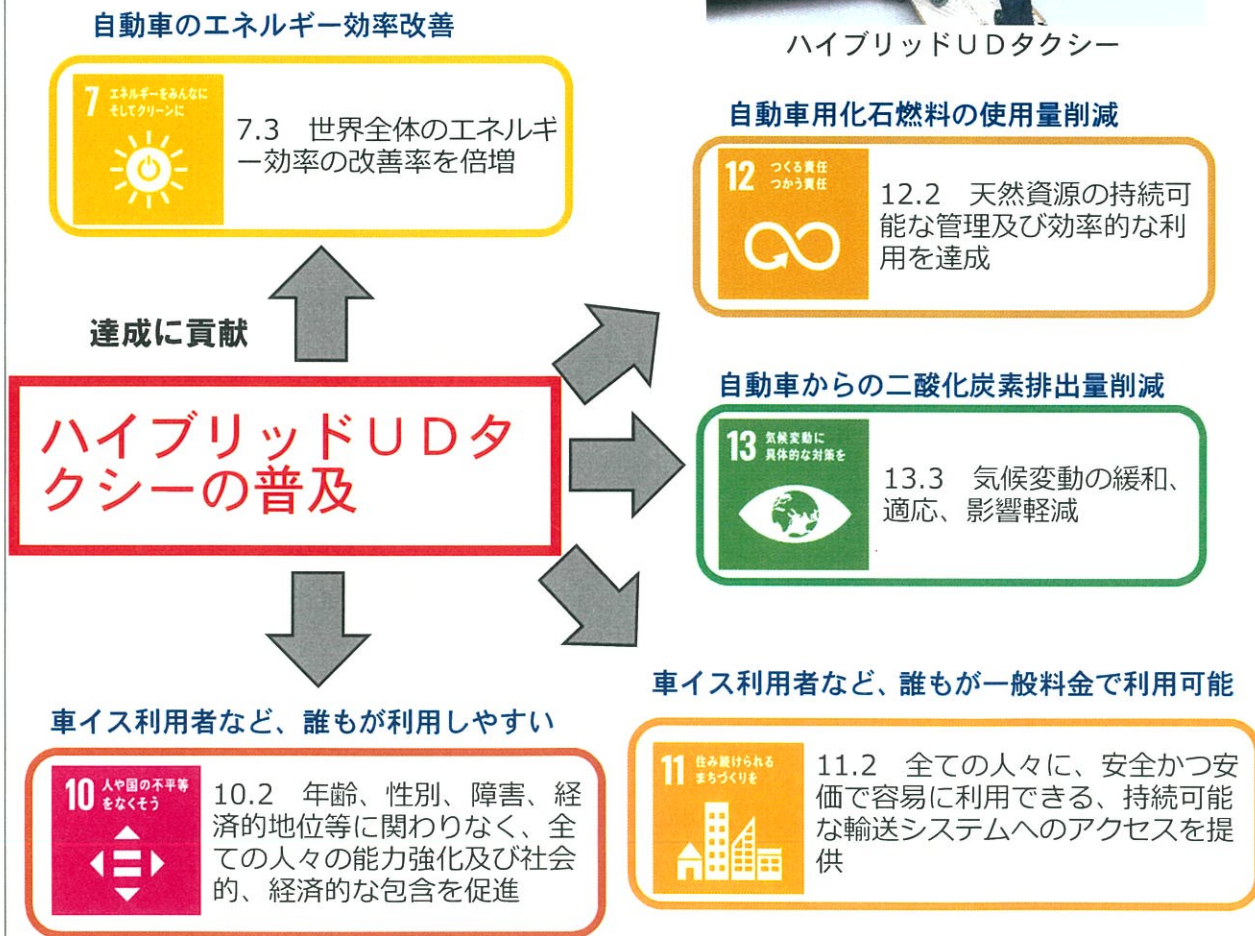 自動車のエネルギー効率改善
7 エネルギーをみんなに
そしてクリーンに
7.3　世界全体のエネルギ
ー効率の改善率を倍増
ハイブリッドＵＤタクシー
自動車用化石燃料の使用量削減
12 つくる責任
つかう責任
12.2　天然資源の持続可
能な管理及び効率的な利
用を達成
達成に貢献
ハイブリッドＵＤタ
クシーの普及
自動車からの二酸化炭素排出量削減
13 気候変動に
具体的な対策を
13.3　気候変動の緩和、
適応、影響軽減
車イス利用者など、誰もが利用しやすい
10 人や国の不平等
をなくそう
10.2　年齢、性別、障害、経
済的地位等に関わりなく、全
ての人々の能力強化及び社会
的、経済的な包含を促進
車イス利用者など、誰もが一般料金で利用可能
11 住み続けられる
まちづくりを
11.2　全ての人々に、安全かつ安
価で容易に利用できる、持続可能
な輸送システムへのアクセスを提
供